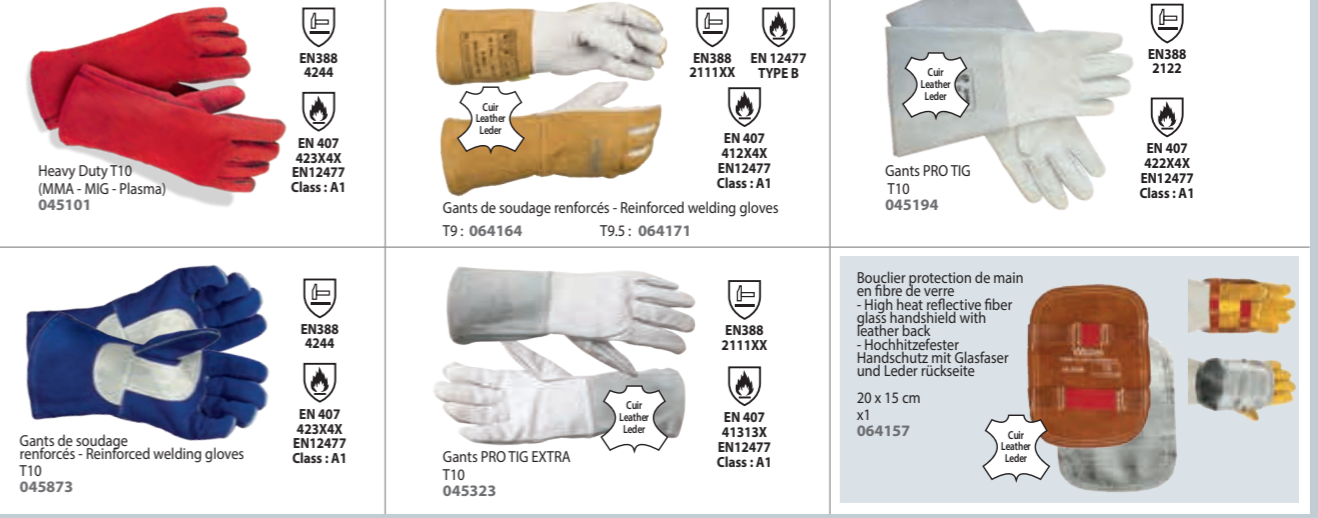 EN388
4244
EN 407
423X4X
EN12477
Class : A1
Heavy Duty T10
(MMA - MIG - Plasma)
045101
EN388
2111XX
EN 12477
TYPE B
Cuir
Leather
Leder
EN 407
412X4X
EN12477
Class : A1
Gants de soudage renforcés - Reinforced welding gloves
T9 : 064164
T9.5 : 064171
EN388
2122
Cuir
Leather
Leder
EN 407
422X4X
EN12477
Class : A1
Gants PRO TIG
T10
045194
EN388
4244
EN 407
423X4X
EN12477
Class : A1
Gants de soudage
renforcés - Reinforced welding gloves
T10
045873
EN388
2111XX
EN 407
41313X
EN12477
Class : A1
Cuir
Leather
Leder
Gants PRO TIG EXTRA
T10
045323
Bouclier protection de main
en fibre de verre
- High heat reflective fiber
glass handshield with
leather back
- Hochhitzefester
Handschutz mit Glasfaser
und Leder rückseite
20 x 15 cm
x1
064157
Cuir
Leather
Leder